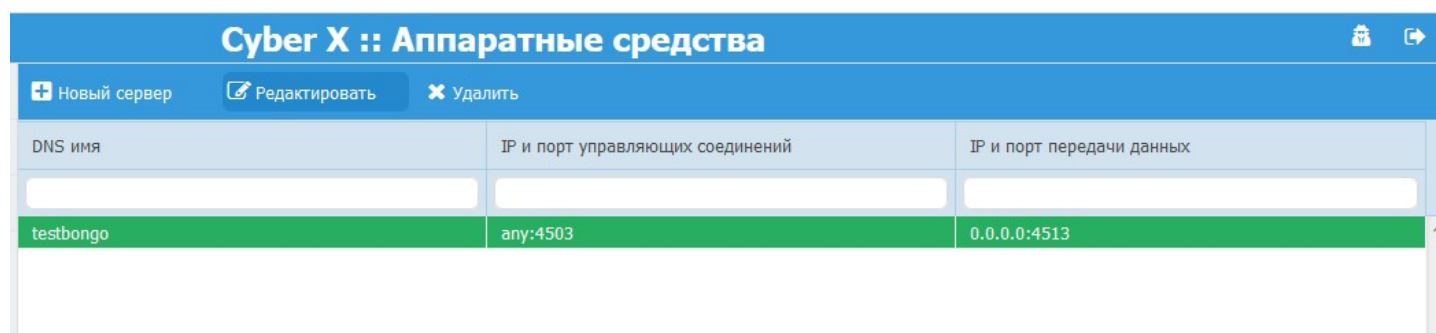 Cyber X :: Аппаратные средства
Новый сервер Редактировать Удалить
DNS имя IP и порт управляющих соединений IP и порт передачи данных
testbongo any:4503 0.0.0.0:4513